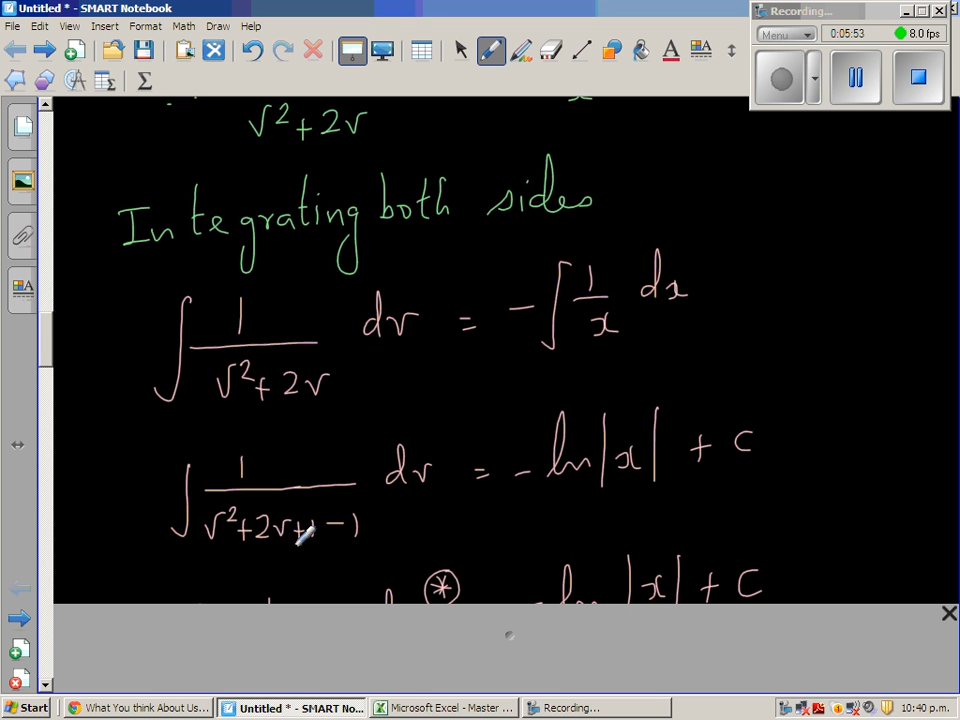 Untitled * - SMART Notebook
File Edit View Insert Format Math Draw Help
Recording...
Menu 0:05:53 8.0 fps
√2 + 2v
Integrating both sides
∫ 1/(v² + 2v) dv = - ∫ 1/x dx
∫ 1/(v² + 2v + 1 - 1) dv = - ln |x| + c
* - ln |x| + c
Start What You think About Us... Untitled * - SMART No... Microsoft Excel - Master ... Recording... 10:40 p.m.